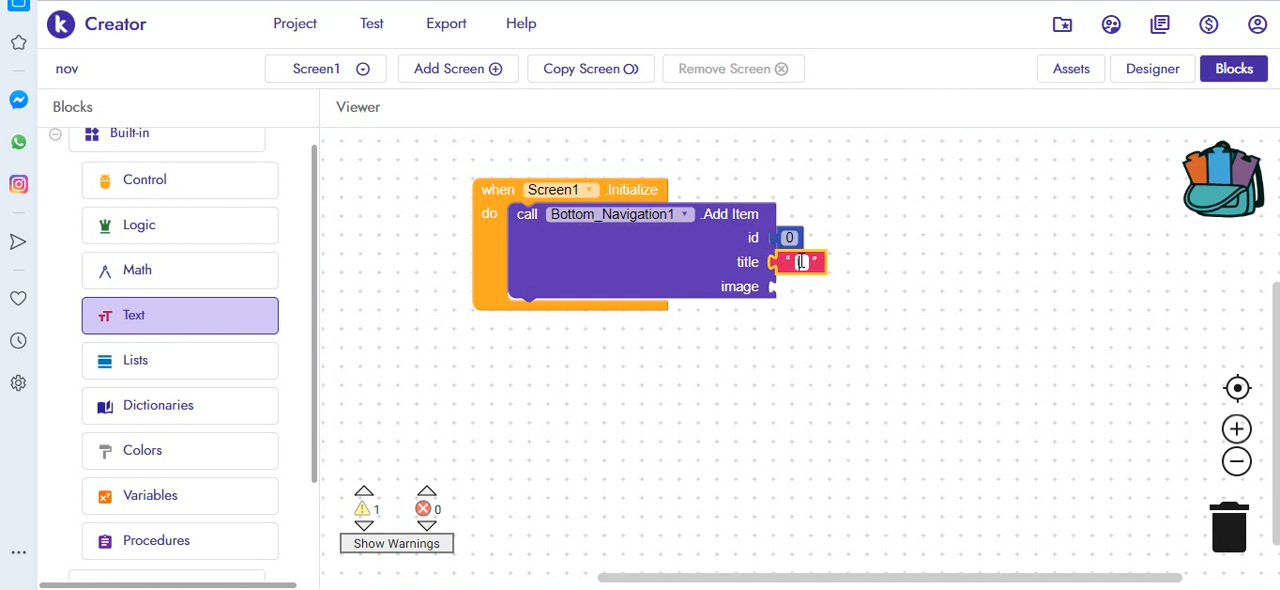 Creator Project Test Export Help
nov Screen1 Add Screen Copy Screen Remove Screen Assets Designer Blocks
Blocks Viewer
Built-in
Control
Logic
Math
Text
Lists
Dictionaries
Colors
Variables
Procedures
when Screen1 .Initialize
do call Bottom_Navigation1 .Add Item
id 0
title “ ”
image
1 0
Show Warnings